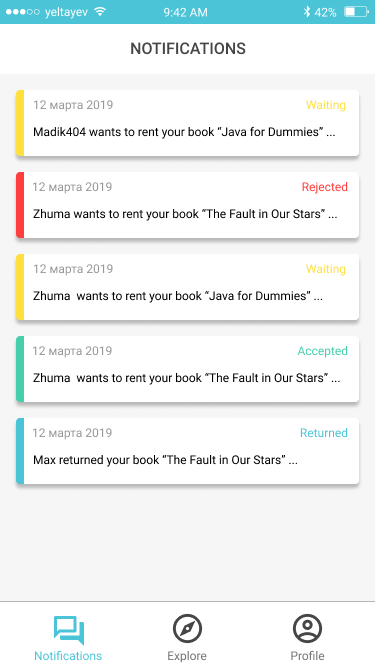 yeltayev 9:42 AM 42%
NOTIFICATIONS
12 марта 2019 Waiting
Madik404 wants to rent your book “Java for Dummies” ...
12 марта 2019 Rejected
Zhuma wants to rent your book “The Fault in Our Stars” ...
12 марта 2019 Waiting
Zhuma wants to rent your book “Java for Dummies” ...
12 марта 2019 Accepted
Zhuma wants to rent your book “The Fault in Our Stars” ...
12 марта 2019 Returned
Max returned your book “The Fault in Our Stars” ...
Notifications Explore Profile